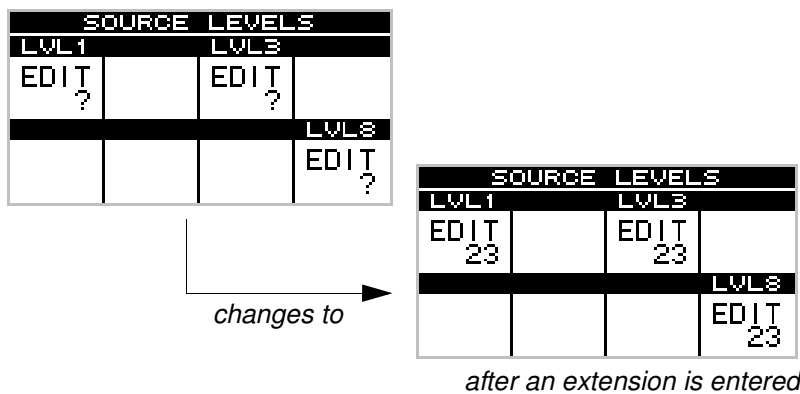 SOURCE LEVELS
LVL1 LVL3
EDIT EDIT
? ?
LVL8
EDIT
?
changes to
SOURCE LEVELS
LVL1 LVL3
EDIT EDIT
23 23
LVL8
EDIT
23
after an extension is entered